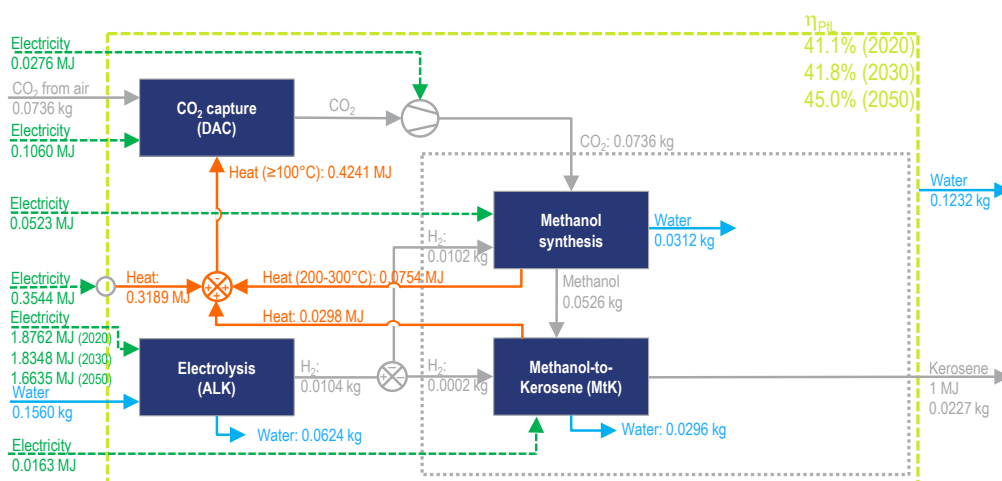 η PtL
41.1% (2020)
41.8% (2030)
45.0% (2050)
Electricity
0.0276 MJ
CO₂ from air
0.0736 kg
Electricity
0.1060 MJ
CO₂ capture
(DAC)
CO₂
CO₂: 0.0736 kg
Heat (≥100°C): 0.4241 MJ
Electricity
0.0523 MJ
H₂:
0.0102 kg
Methanol
synthesis
Water
0.0312 kg
Water
0.1232 kg
Electricity
0.3544 MJ
Heat:
0.3189 MJ
Heat (200-300°C): 0.0754 MJ
Methanol
0.0526 kg
Heat: 0.0298 MJ
Electricity
1.8762 MJ (2020)
1.8348 MJ (2030)
1.6635 MJ (2050)
Water
0.1560 kg
Electrolysis
(ALK)
H₂:
0.0104 kg
H₂:
0.0002 kg
Methanol-to-
Kerosene (MtK)
Kerosene
1 MJ
0.0227 kg
Water: 0.0624 kg
Water: 0.0296 kg
Electricity
0.0163 MJ